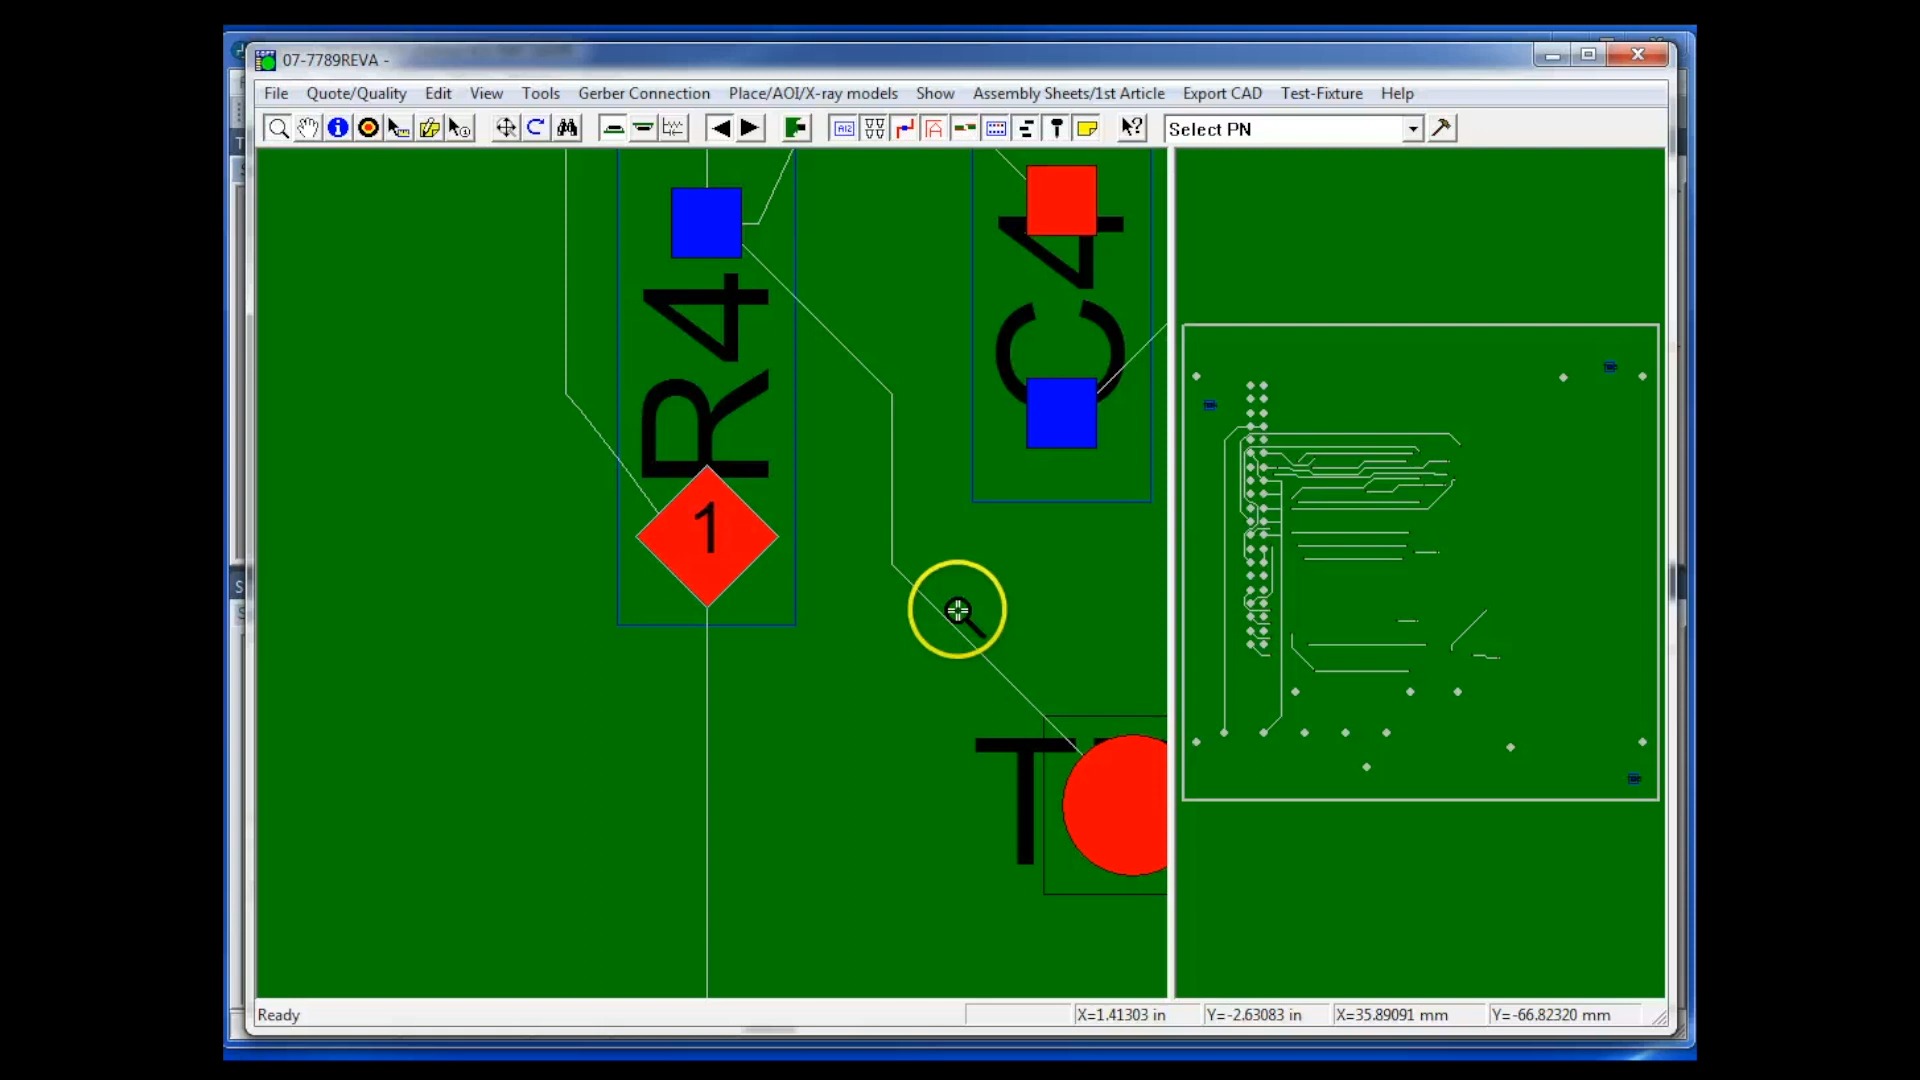 07-7789REVA -
File Quote/Quality Edit View Tools Gerber Connection Place/AOI/X-ray models Show Assembly Sheets/1st Article Export CAD Test-Fixture Help
Select PN
R4
C4
1
T
Ready X=1.41303 in Y=-2.63083 in X=35.89091 mm Y=-66.82320 mm